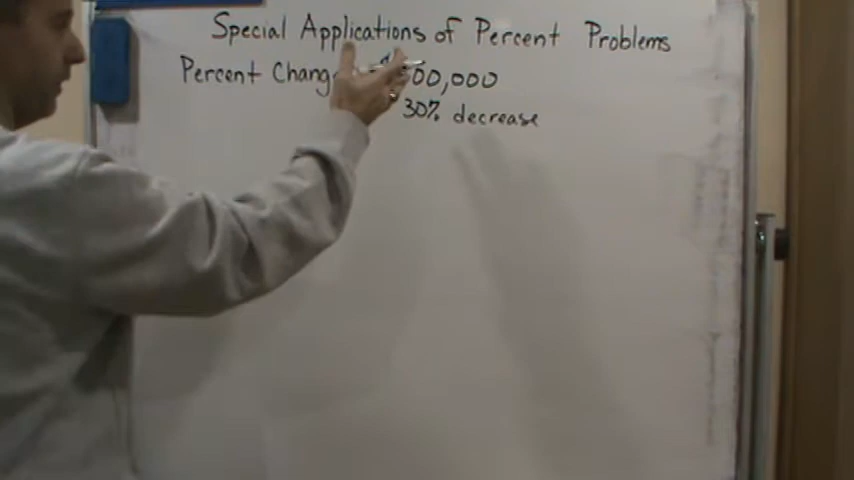 Special Applications of Percent Problems
Percent Chang 00,000
30% decrease